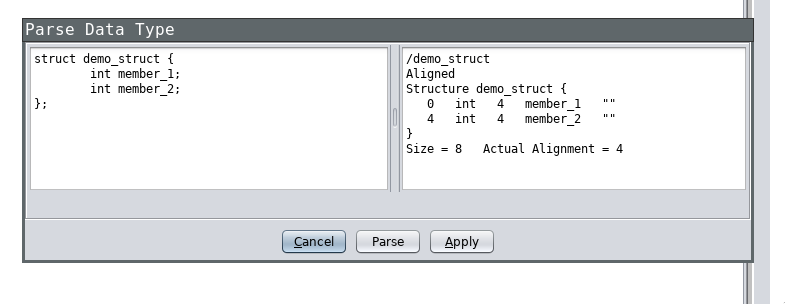 Parse Data Type
struct demo_struct {
        int member_1;
        int member_2;
};
/demo_struct
Aligned
Structure demo_struct {
   0   int   4   member_1   ""
   4   int   4   member_2   ""
}
Size = 8   Actual Alignment = 4
Cancel   Parse   Apply